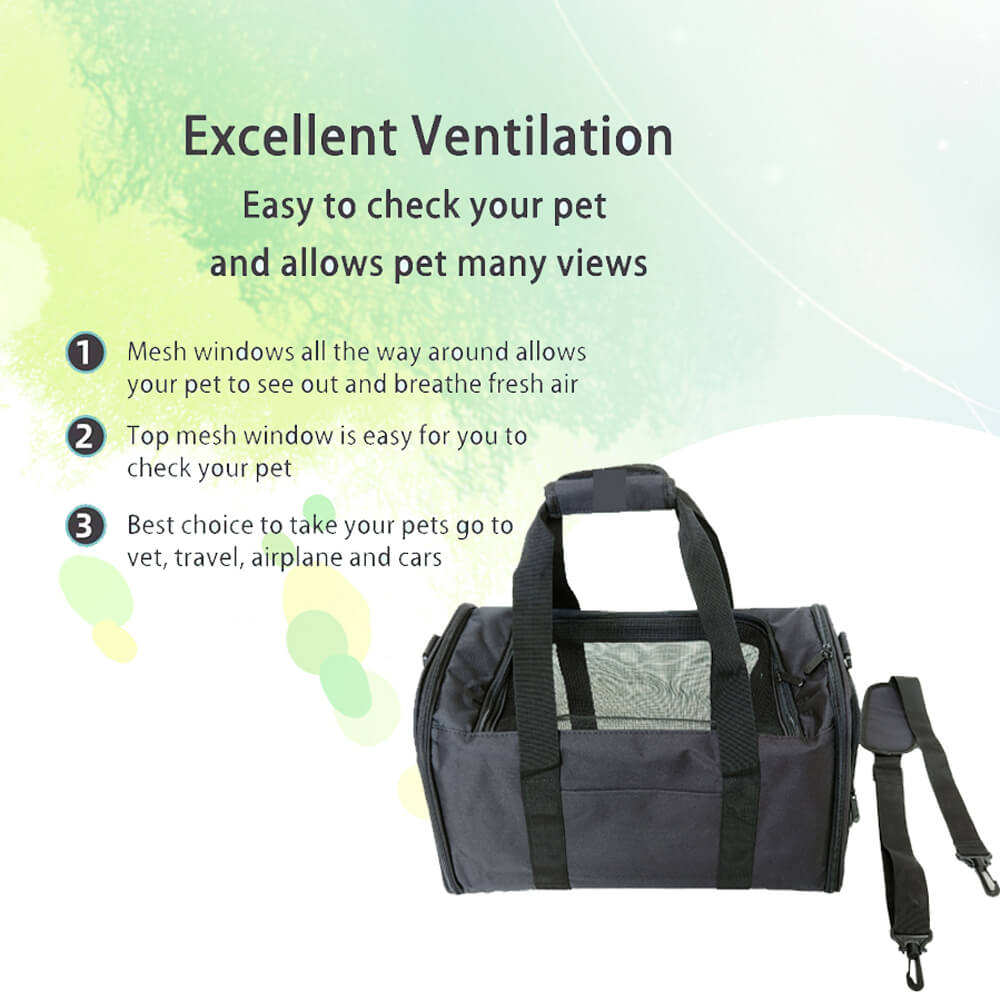 Excellent Ventilation
Easy to check your pet
and allows pet many views
1 Mesh windows all the way around allows
your pet to see out and breathe fresh air
2 Top mesh window is easy for you to
check your pet
3 Best choice to take your pets go to
vet, travel, airplane and cars